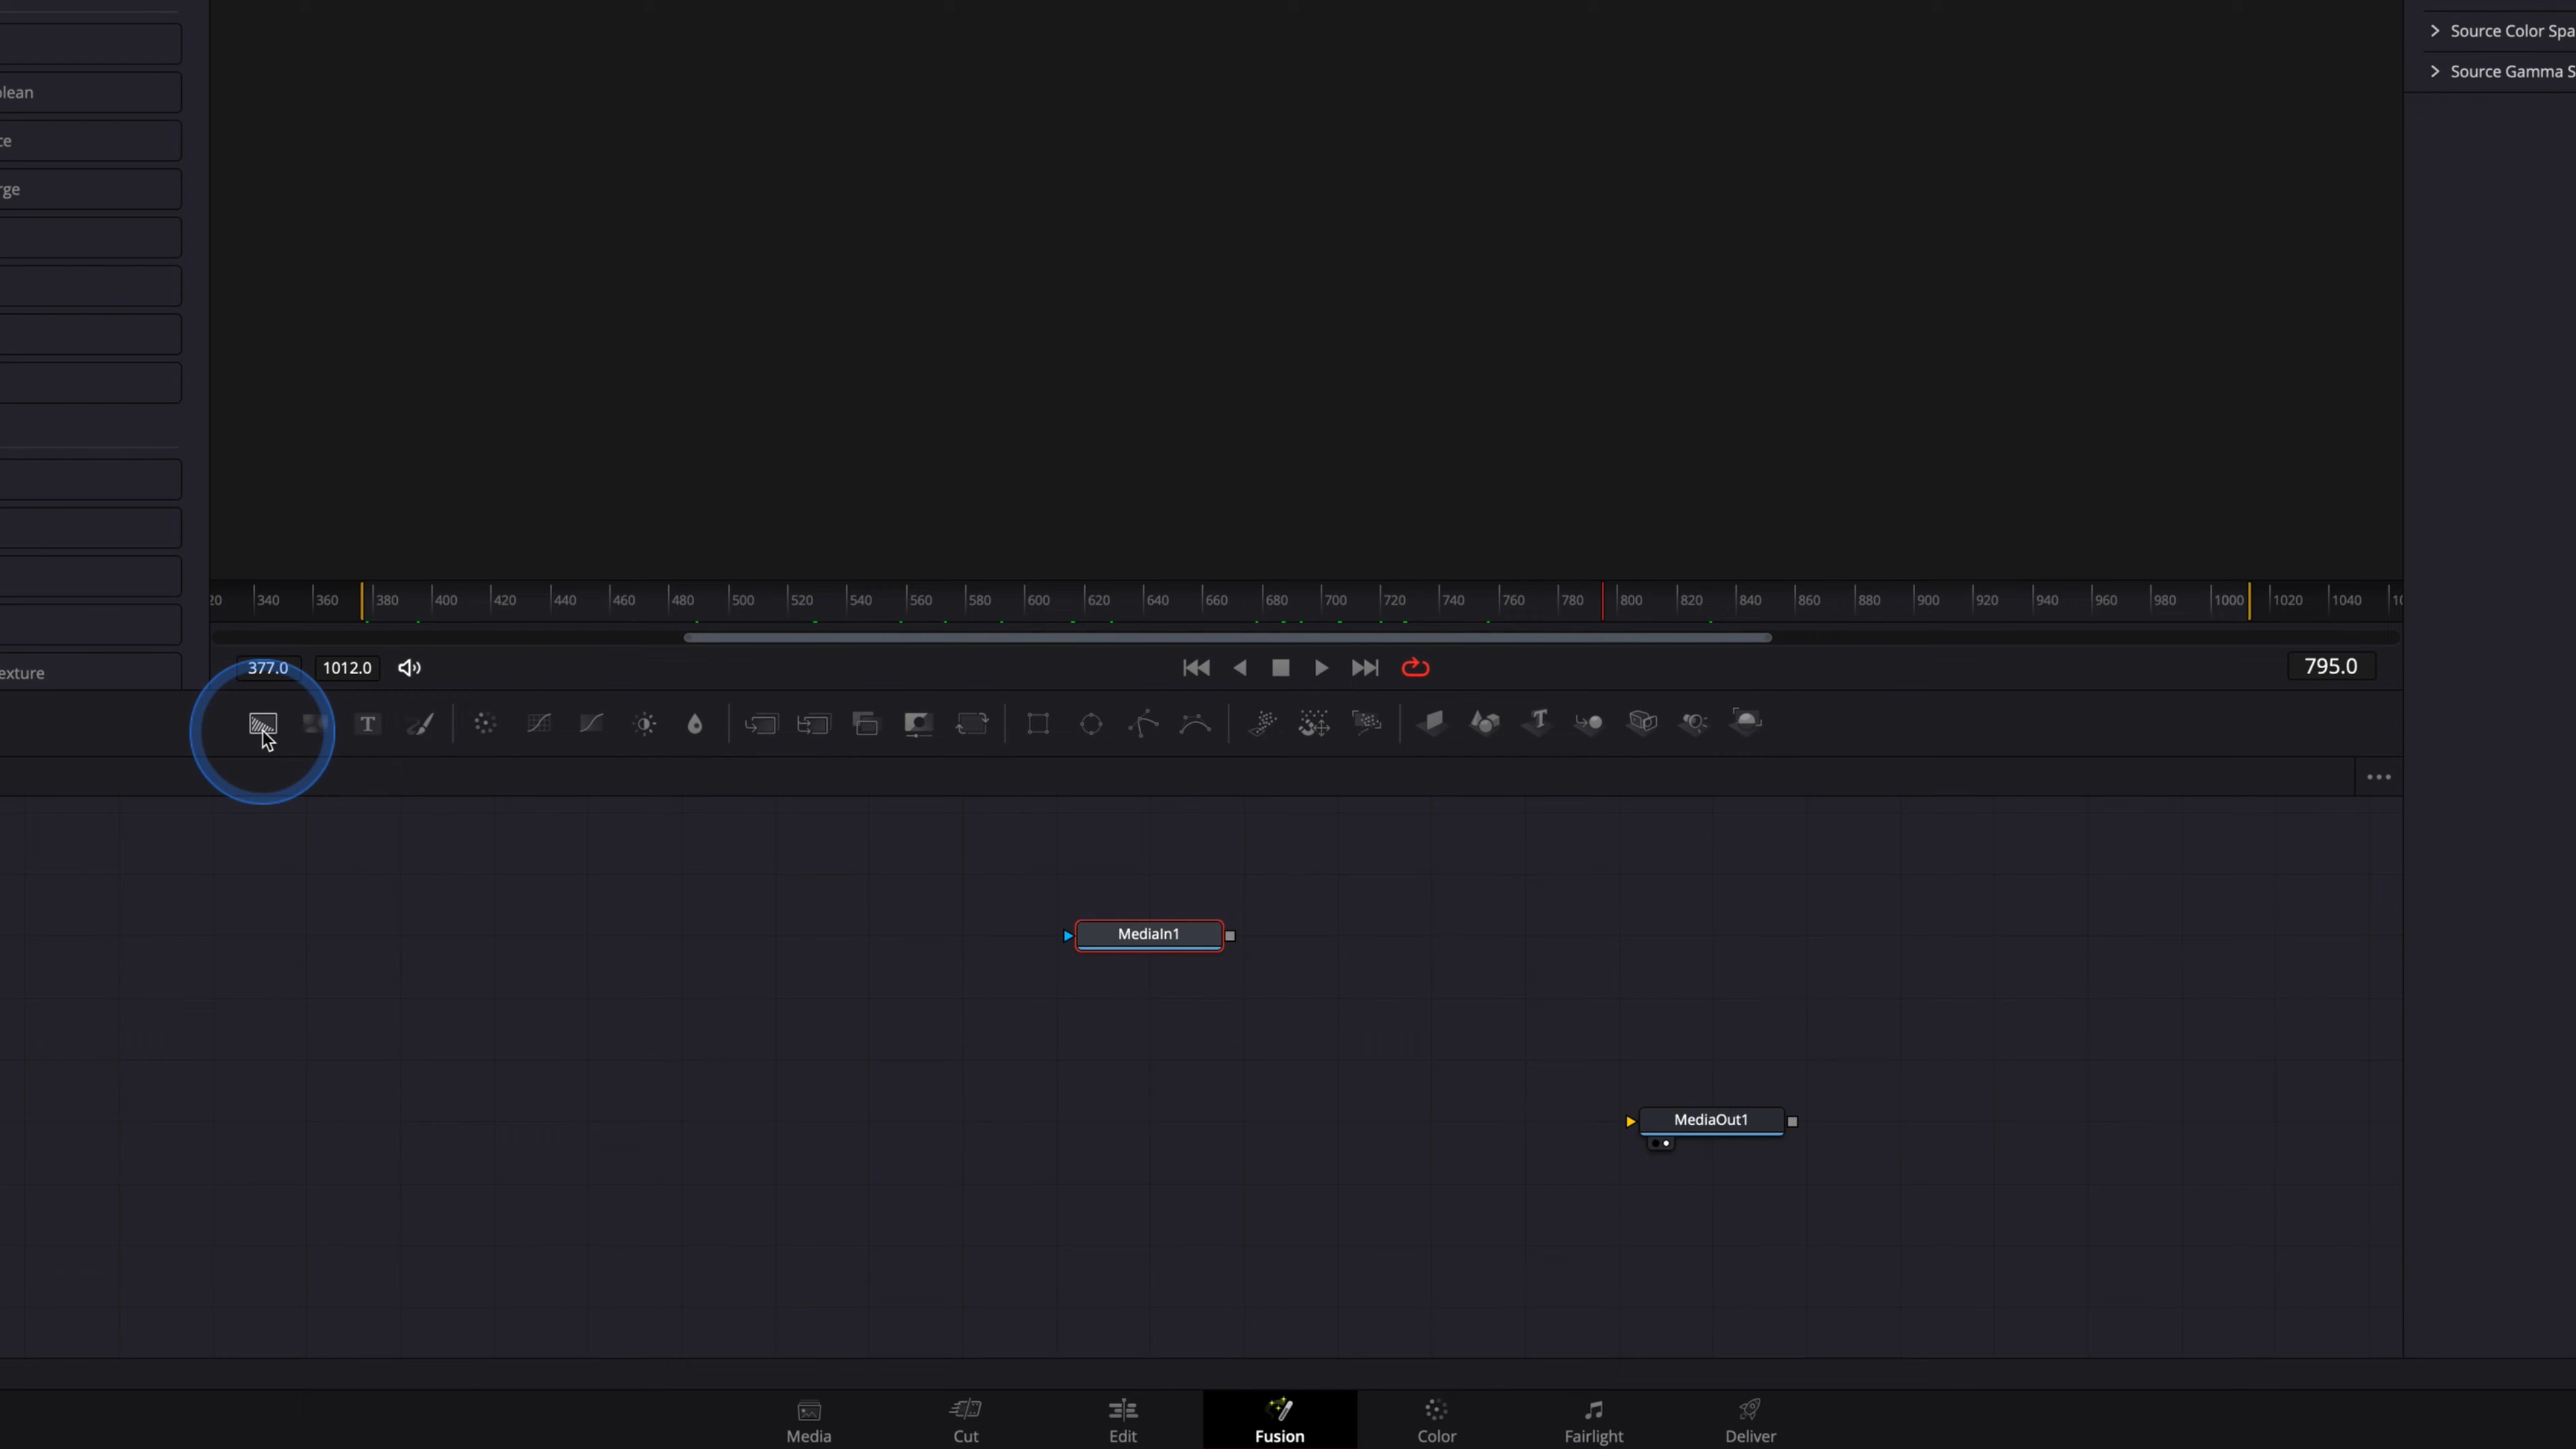 Source Color Spa
Source Gamma S
olean
ce
rge
exture
20 340 360 380 400 420 440 460 480 500 520 540 560 580 600 620 640 660 680 700 720 740 760 780 800 820 840 860 880 900 920 940 960 980 1000 1020 1040 10
377.0 1012.0 795.0
T
MediaIn1
MediaOut1
Media Cut Edit Fusion Color Fairlight Deliver